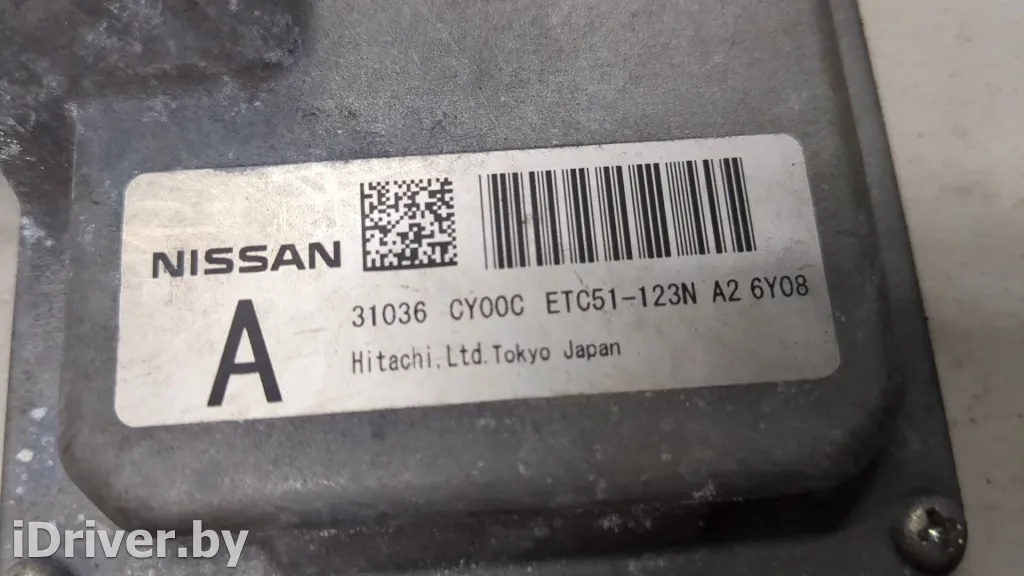 NISSAN
A
31036 CY00C ETC51-123N A2 6Y08
Hitachi,Ltd.Tokyo Japan
iDriver.by